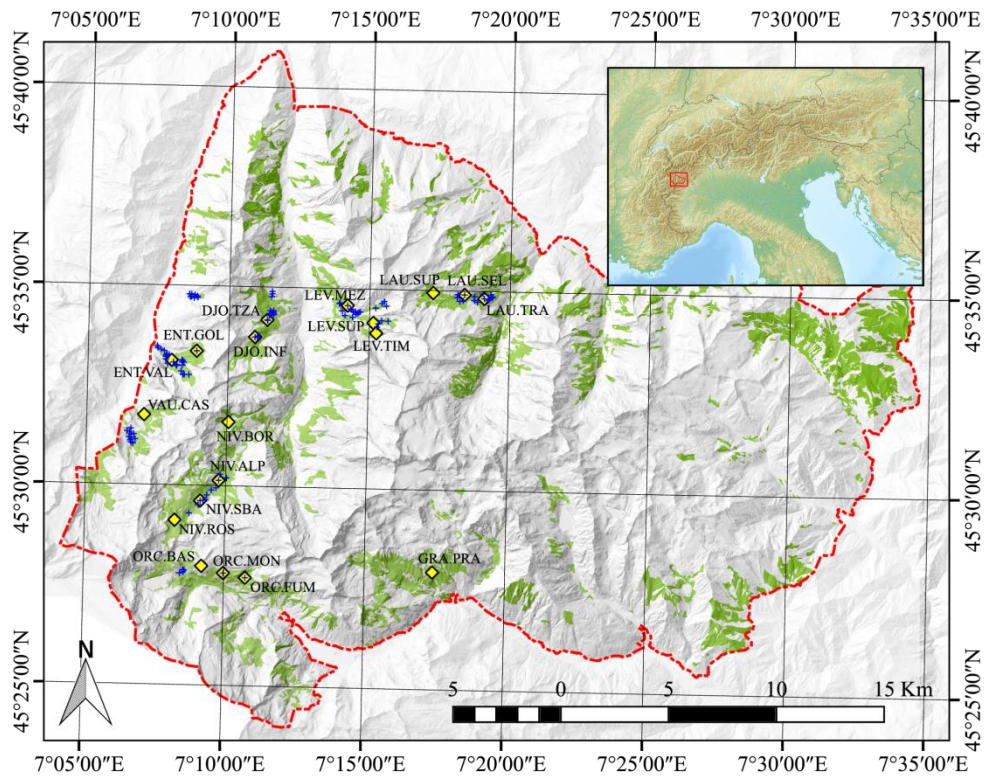 7°05'00"E 7°10'00"E 7°15'00"E 7°20'00"E 7°25'00"E 7°30'00"E 7°35'00"E
45°40'00"N 45°40'00"N
LAU.SUP LAU.SEL
LEV.MEZ
LAU.TRA
DJO.TZA
LEV.SUP
45°35'00"N 45°35'00"N
ENT.GOL
LEV.TIM
DJO.INF
ENT.VAL
VAU.CAS
NIV.BOR
NIV.ALP
45°30'00"N 45°30'00"N
NIV.SBA
NIV.ROS
ORC.BAS ORC.MON GRA.PRA
ORC.FUM
N
5 0 5 10 15 Km
45°25'00"N 45°25'00"N
7°05'00"E 7°10'00"E 7°15'00"E 7°20'00"E 7°25'00"E 7°30'00"E 7°35'00"E